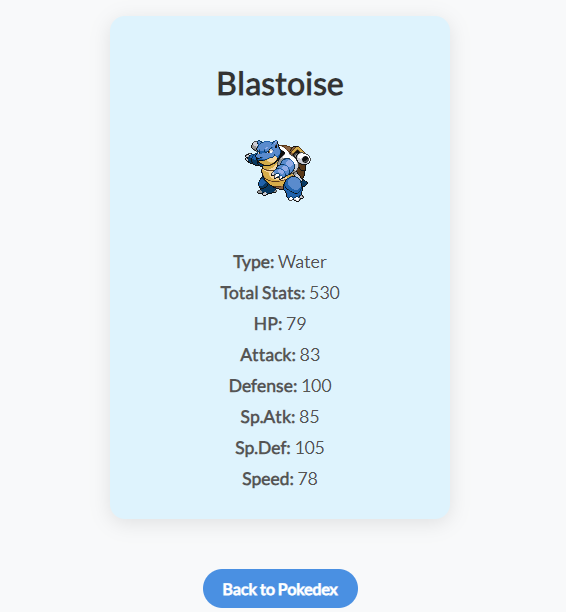 Blastoise
Type: Water
Total Stats: 530
HP: 79
Attack: 83
Defense: 100
Sp.Atk: 85
Sp.Def: 105
Speed: 78
Back to Pokedex